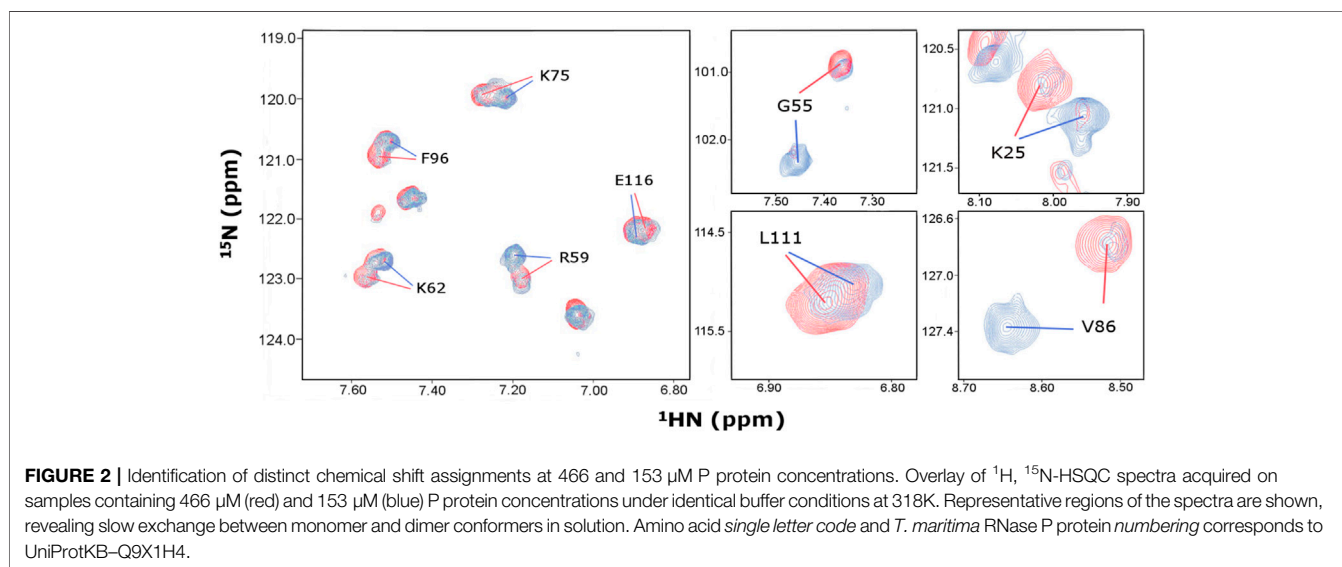 119.0
120.0
121.0
122.0
123.0
124.0
15N (ppm)
7.60
7.40
7.20
7.00
6.80
K75
F96
E116
R59
K62
101.0
102.0
G55
7.50
7.40
7.30
120.5
121.0
121.5
K25
8.10
8.00
7.90
114.5
115.5
L111
6.90
6.80
126.6
127.0
127.4
V86
8.70
8.60
8.50
1HN (ppm)
FIGURE 2 | Identification of distinct chemical shift assignments at 466 and 153 µM P protein concentrations. Overlay of 1H, 15N-HSQC spectra acquired on
samples containing 466 µM (red) and 153 µM (blue) P protein concentrations under identical buffer conditions at 318K. Representative regions of the spectra are shown,
revealing slow exchange between monomer and dimer conformers in solution. Amino acid single letter code and T. maritima RNase P protein numbering corresponds to
UniProtKB–Q9X1H4.